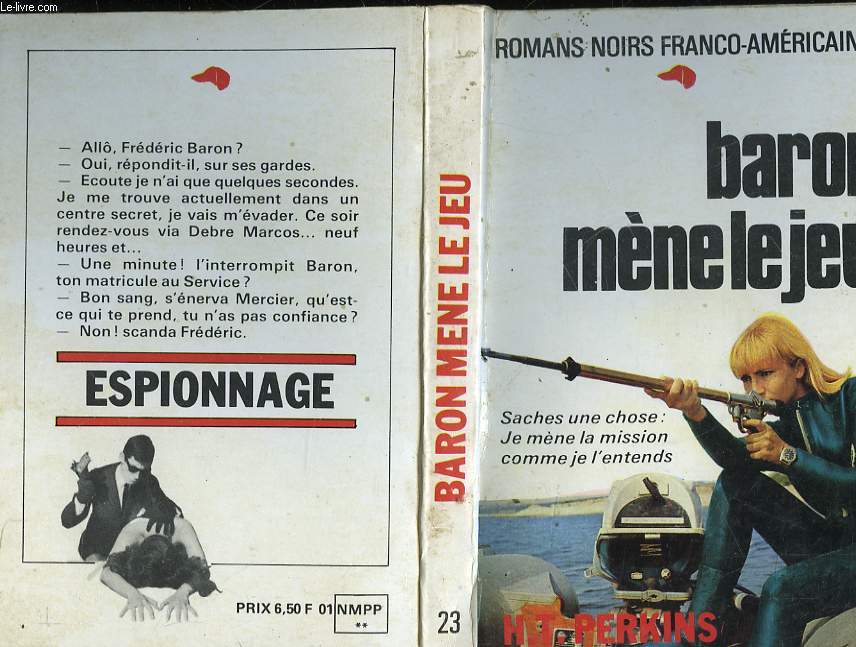 Le-livre.com
— Allô, Frédéric Baron ?
— Oui, répondit-il, sur ses gardes.
— Ecoute je n'ai que quelques secondes.
Je me trouve actuellement dans un
centre secret, je vais m'évader. Ce soir
rendez-vous via Debre Marcos... neuf
heures et...
— Une minute ! l'interrompit Baron,
ton matricule au Service ?
— Bon sang, s'énerva Mercier, qu'est-
ce qui te prend, tu n'as pas confiance ?
— Non ! scanda Frédéric.
ESPIONNAGE
PRIX 6,50 F 01 NMPP
**
BARON MENE LE JEU
23
ROMANS NOIRS FRANCO-AMÉRICAIN
baron
mène le jeu
Saches une chose :
Je mène la mission
comme je l'entends
H.T. PERKINS